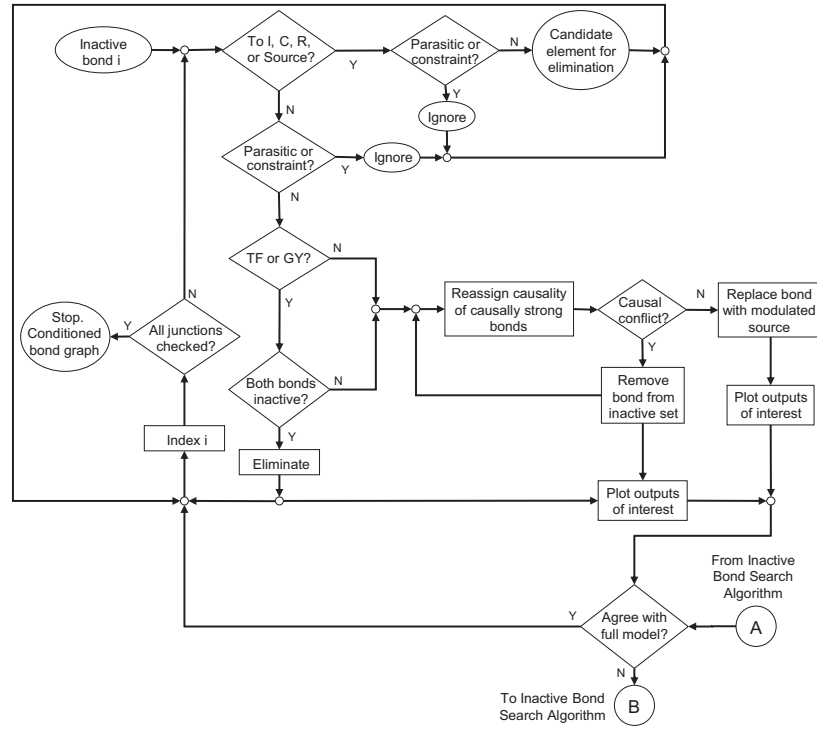 Inactive
bond i
To I, C, R,
or Source?
Y
Parasitic or
constraint?
N
Candidate
element for
elimination
N
Y
Ignore
Parasitic or
constraint?
Y
Ignore
N
TF or GY?
N
Y
Stop.
Conditioned
bond graph
Y
N
All junctions
checked?
Reassign causality
of causally strong
bonds
Causal
conflict?
N
Y
Replace bond
with modulated
source
Both bonds
inactive?
N
Y
Remove
bond from
inactive set
Plot outputs
of interest
Index i
Eliminate
Plot outputs
of interest
From Inactive
Bond Search
Algorithm
Y
Agree with
full model?
A
N
To Inactive Bond
Search Algorithm
B